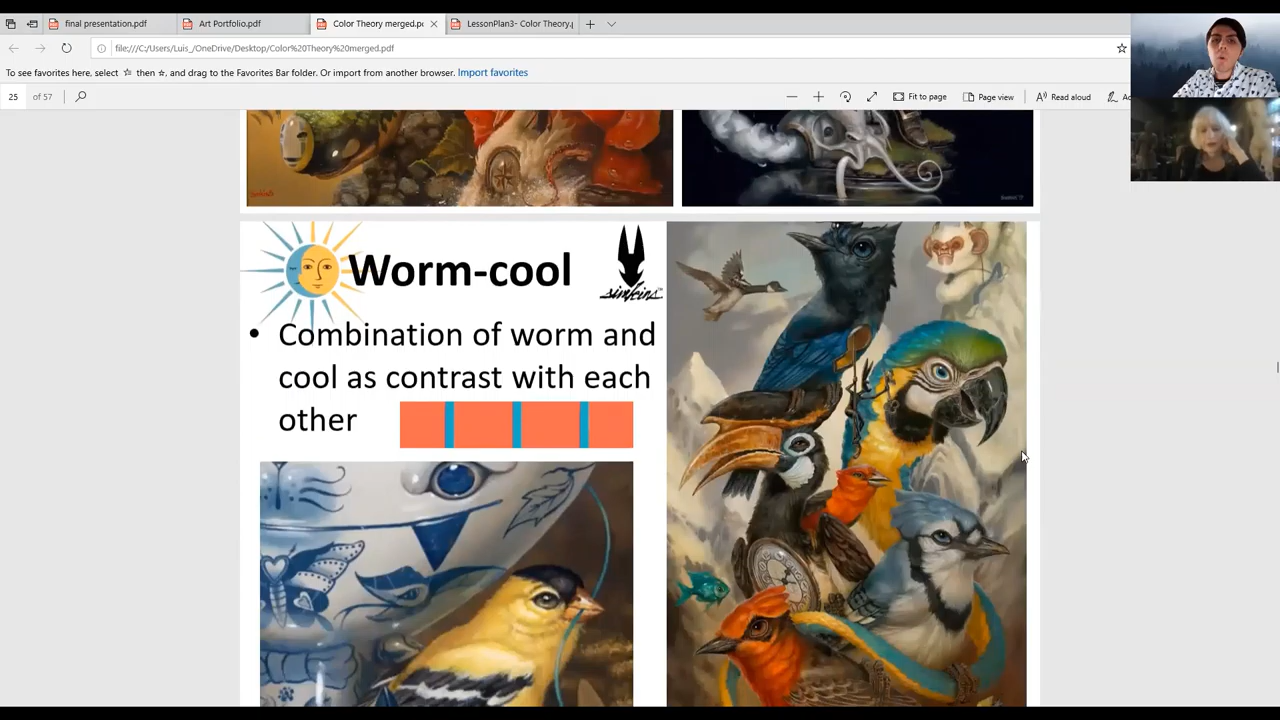 final presentation.pdf
Art Portfolio.pdf
Color Theory merged.pd
LessonPlan3- Color Theory.p
file:///C:/Users/Luis_/OneDrive/Desktop/Color%20Theory%20merged.pdf
To see favorites here, select ☆ then ☆, and drag to the Favorites Bar folder. Or import from another browser. Import favorites
25 of 57
Fit to page
Page view
Read aloud
Worm-cool
simkins
• Combination of worm and
cool as contrast with each
other